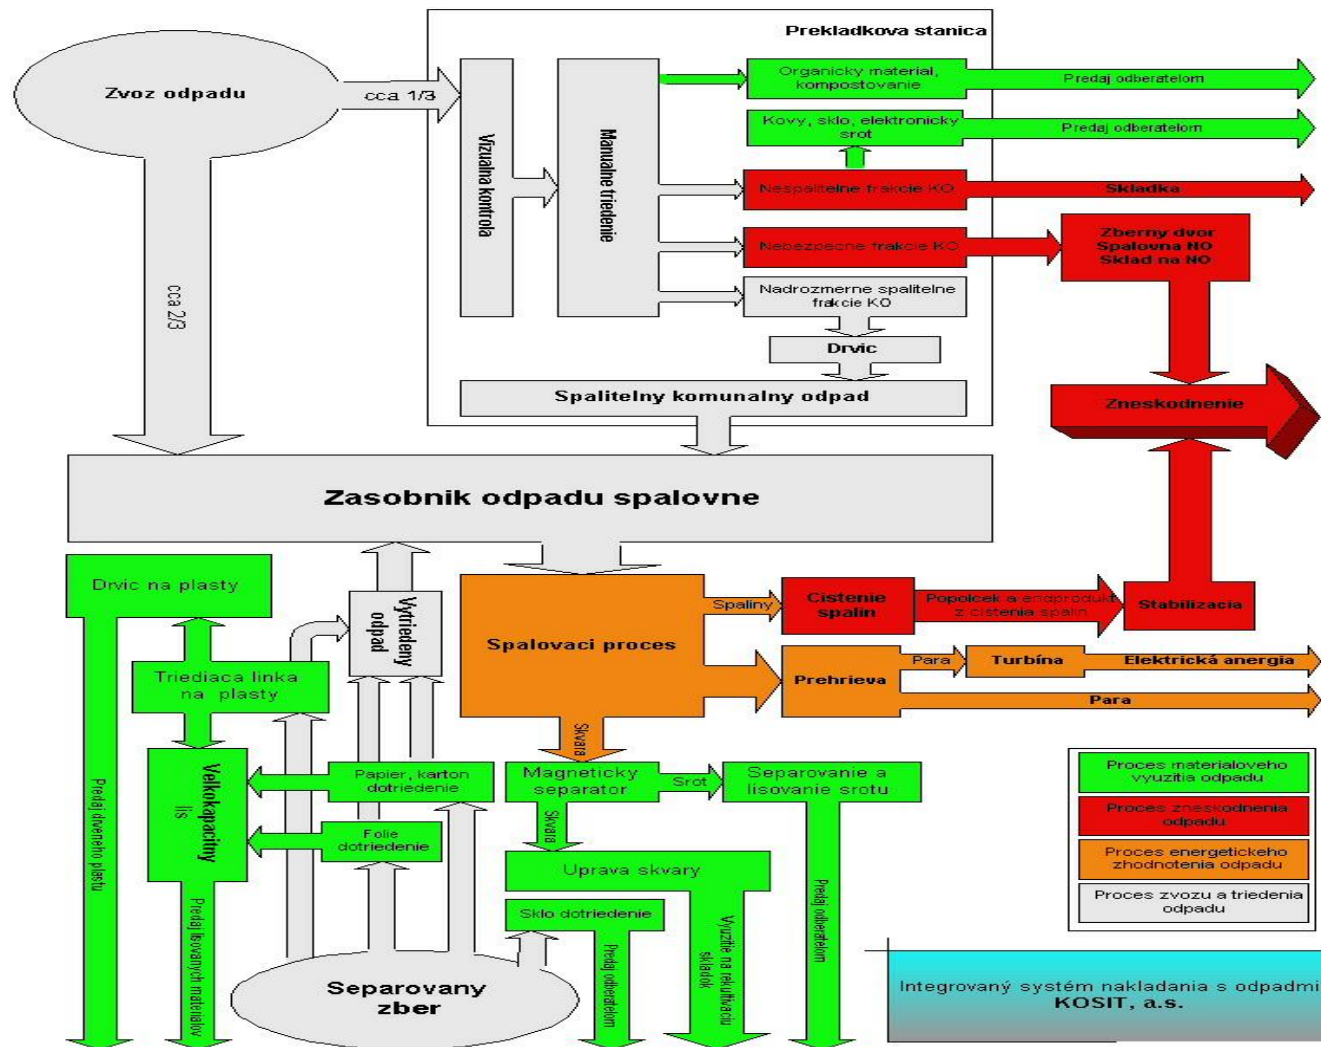 Prekladkova stanica
Zvoz odpadu
cca 1/3
cca 2/3
Vizualna kontrola
Manualne triedenie
Organicky material,
kompostovanie
Predaj odberatelom
Kovy, sklo, elektronicky
srot
Predaj odberatelom
Nespalitelne frakcie KO
Skladka
Nebezpecne frakcie KO
Zberny dvor
Spalovna NO
Sklad na NO
Nadrozmerne spalitelne
frakcie KO
Drvic
Spalitelny komunalny odpad
Zneskodnenie
Zasobnik odpadu spalovne
Drvic na plasty
Vytriedeny
odpad
Spalovaci proces
Spaliny
Cistenie
spalin
Popolcek a endprodukt
z cistenia spalin
Stabilizacia
Triediaca linka
na plasty
Prehrieva
Para
Turbína
Elektrická anergia
Para
Skvara
Velkokapacitny
lis
Papier, karton
dotriedenie
Folie
dotriedenie
Magneticky
separator
Srot
Separovanie a
lisovanie srotu
Skvara
Uprava skvary
Sklo dotriedenie
Separovany
zber
Predaj drveneho plastu
Predaj lisovanych materialov
Predaj odberatelom
Vyuzitie na rekultivaciu
skladok
Predaj odberatelom
Proces materialoveho
vyuzitia odpadu
Proces zneskodnenia
odpadu
Proces energetickeho
zhodnotenia odpadu
Proces zvozu a triedenia
odpadu
Integrovaný systém nakladania s odpadmi
KOSIT, a.s.